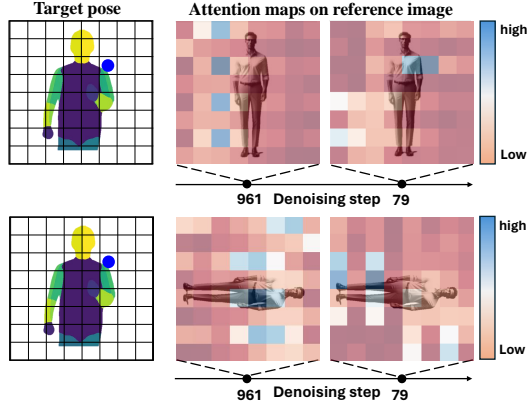 Target pose
Attention maps on reference image
high
Low
961 Denoising step 79
high
Low
961 Denoising step 79